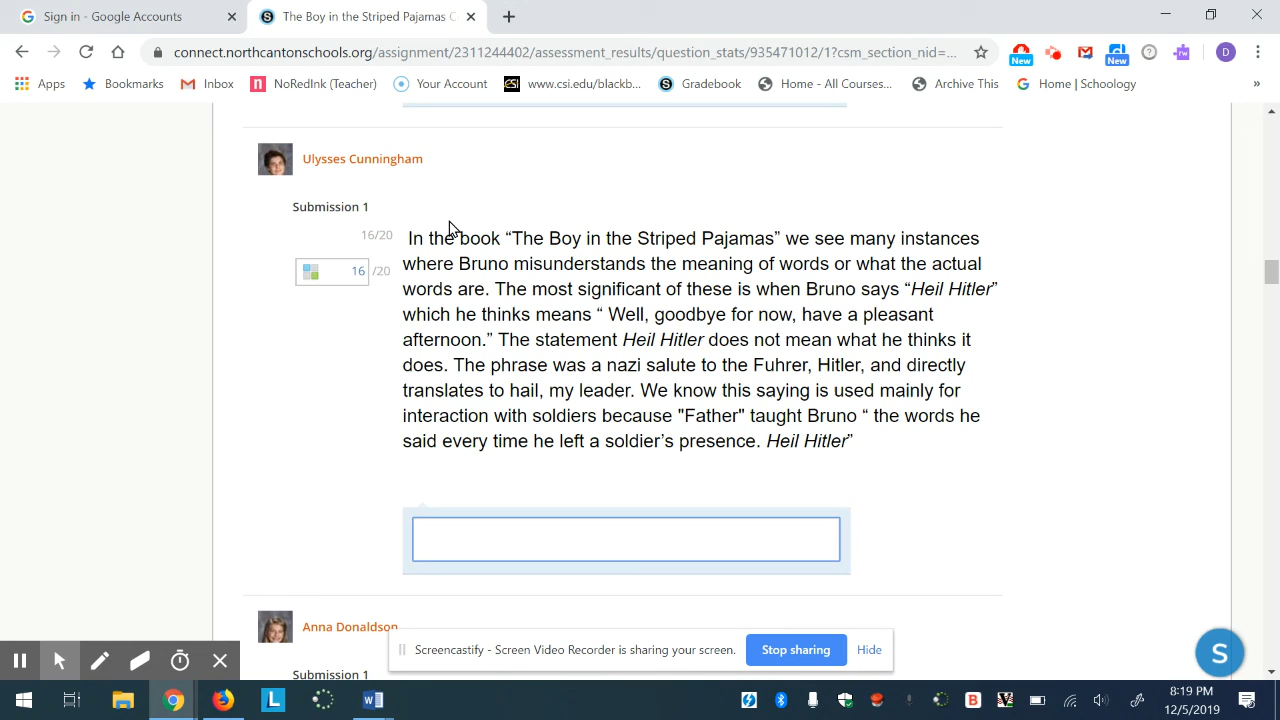 Sign in - Google Accounts
The Boy in the Striped Pajamas C
connect.northcantonschools.org/assignment/2311244402/assessment_results/question_stats/935471012/1?csm_section_nid=...
New
New
D
Apps
Bookmarks
Inbox
NoRedInk (Teacher)
Your Account
www.csi.edu/blackb...
Gradebook
Home - All Courses...
Archive This
Home | Schoology
»
Ulysses Cunningham
Submission 1
16/20
16 /20
In the book “The Boy in the Striped Pajamas” we see many instances
where Bruno misunderstands the meaning of words or what the actual
words are. The most significant of these is when Bruno says “Heil Hitler”
which he thinks means “ Well, goodbye for now, have a pleasant
afternoon.” The statement Heil Hitler does not mean what he thinks it
does. The phrase was a nazi salute to the Fuhrer, Hitler, and directly
translates to hail, my leader. We know this saying is used mainly for
interaction with soldiers because "Father" taught Bruno “ the words he
said every time he left a soldier’s presence. Heil Hitler”
Anna Donaldson
Submission 1
Screencastify - Screen Video Recorder is sharing your screen.
Stop sharing
Hide
S
8:19 PM
12/5/2019